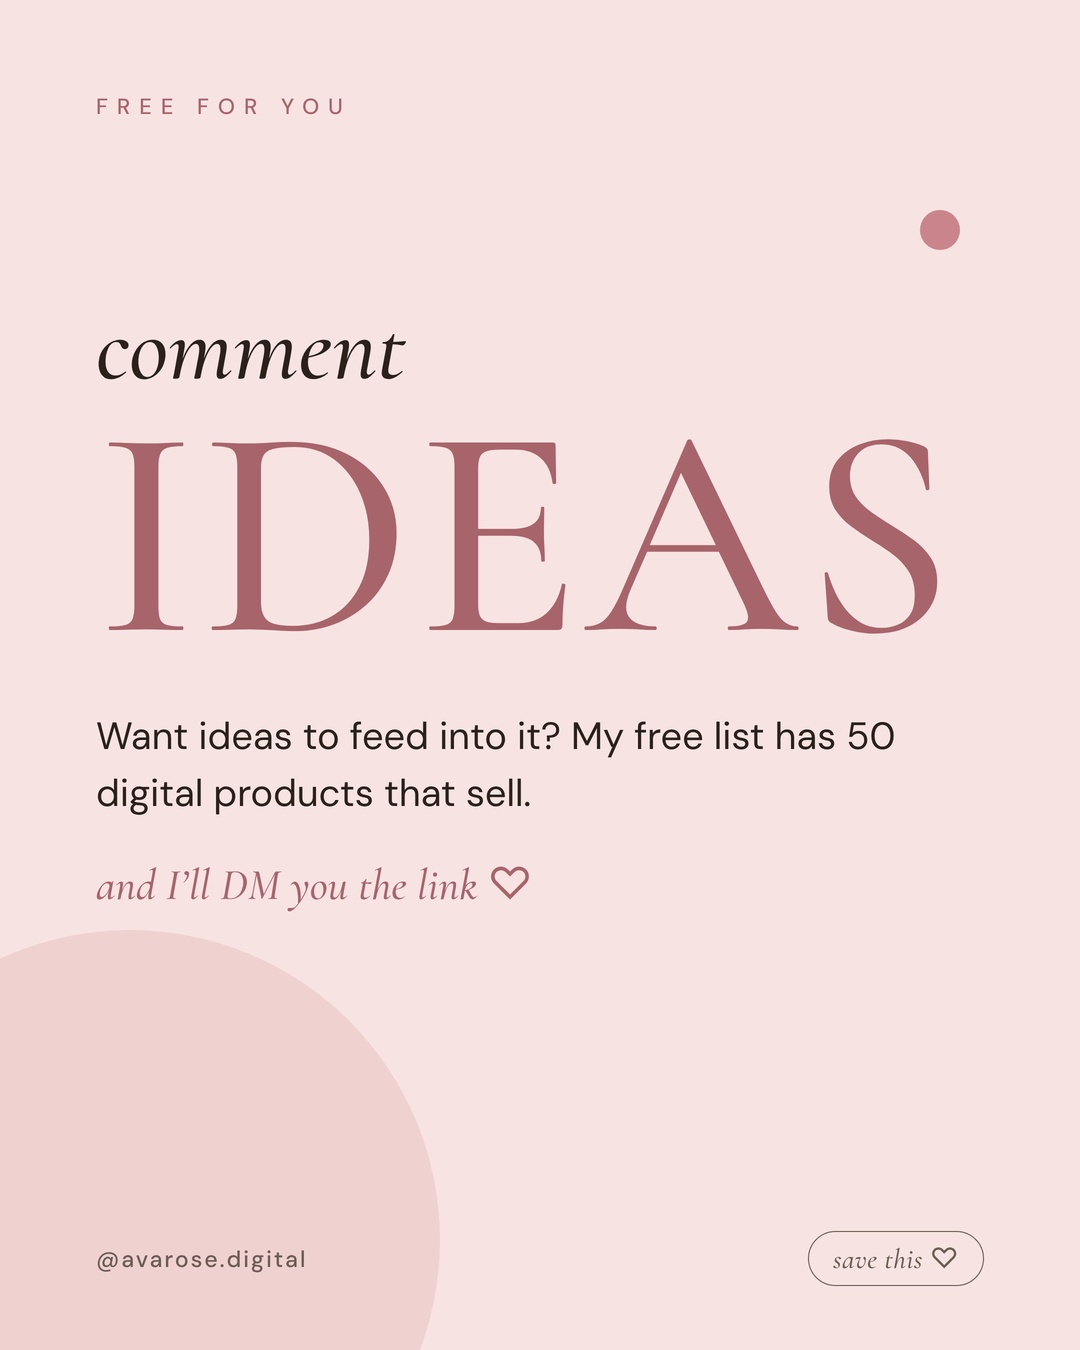 FREE FOR YOU
comment
IDEAS
Want ideas to feed into it? My free list has 50
digital products that sell.
and I’ll DM you the link ♡
@avarose.digital
save this ♡